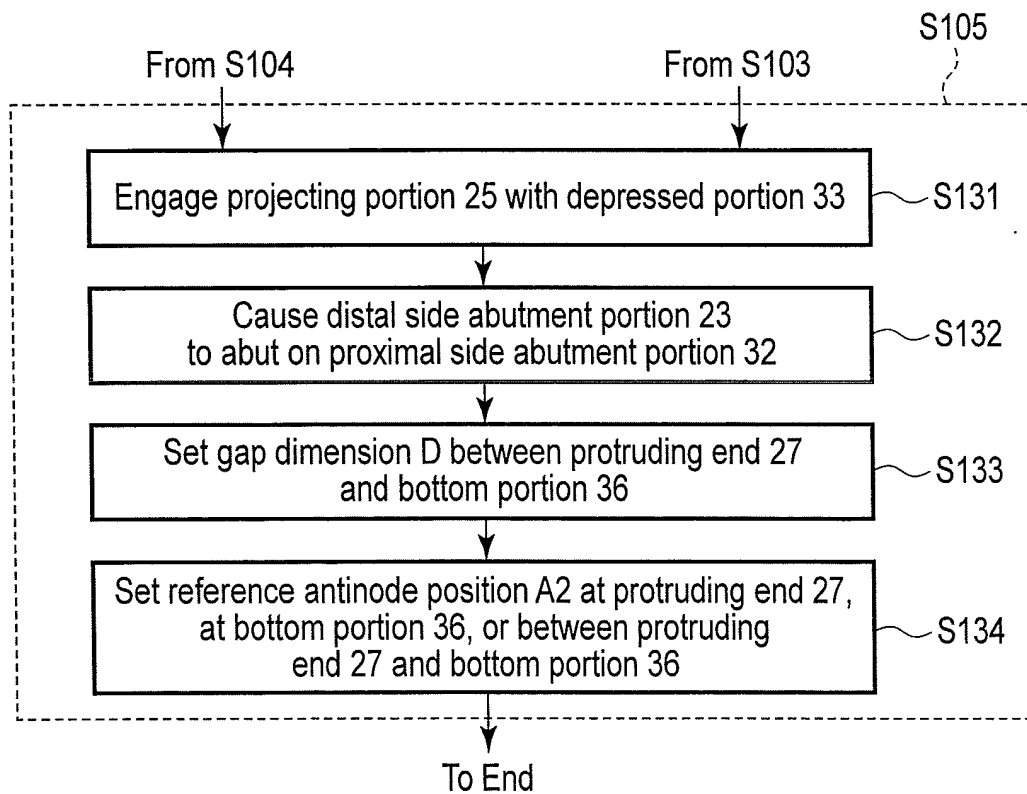 S105
From S104
From S103
Engage projecting portion 25 with depressed portion 33
S131
Cause distal side abutment portion 23
to abut on proximal side abutment portion 32
S132
Set gap dimension D between protruding end 27
and bottom portion 36
S133
Set reference antinode position A2 at protruding end 27,
at bottom portion 36, or between protruding
end 27 and bottom portion 36
S134
To End